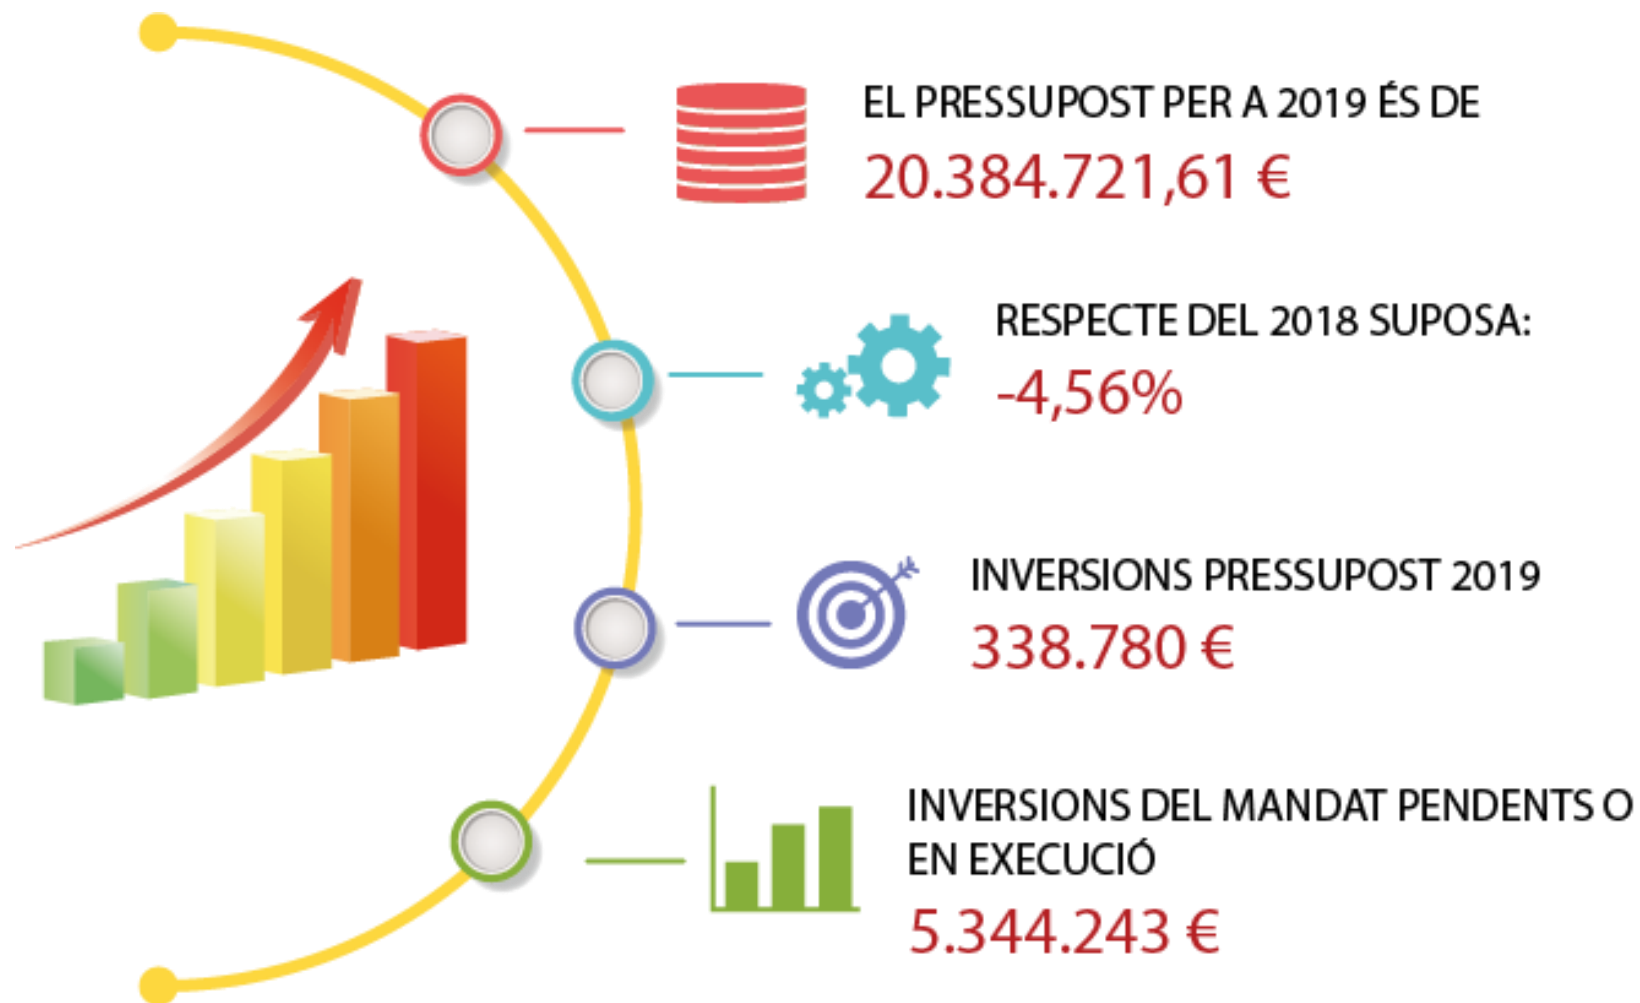 EL PRESSUPOST PER A 2019 ÉS DE
20.384.721,61 €
RESPECTE DEL 2018 SUPOSA:
-4,56%
INVERSIONS PRESSUPOST 2019
338.780 €
INVERSIONS DEL MANDAT PENDENTS O
EN EXECUCIÓ
5.344.243 €